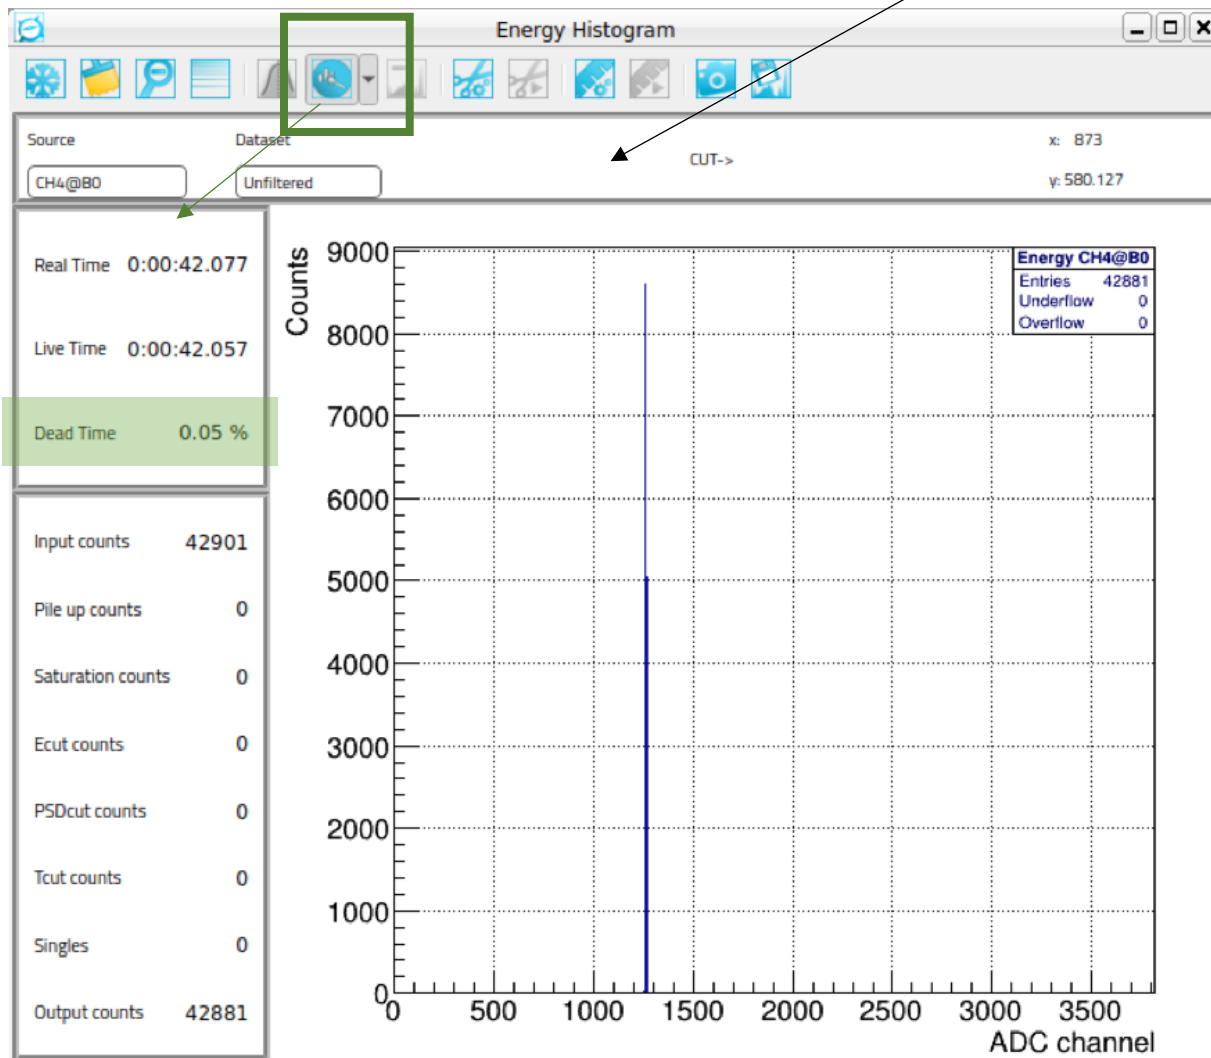 Energy Histogram
Source
Dataset
CUT->
x: 873
CH4@B0
Unfiltered
y: 580.127
Real Time 0:00:42.077
Live Time 0:00:42.057
Dead Time 0.05 %
Input counts 42901
Pile up counts 0
Saturation counts 0
Ecut counts 0
PSDcut counts 0
Tcut counts 0
Singles 0
Output counts 42881
Counts
9000
8000
7000
6000
5000
4000
3000
2000
1000
0
Energy CH4@B0
Entries 42881
Underflow 0
Overflow 0
0 500 1000 1500 2000 2500 3000 3500
ADC channel